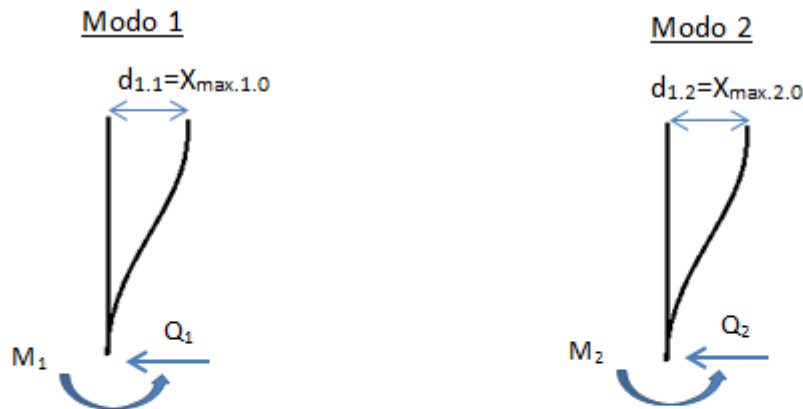 Modo 1
d1.1=Xmax.1.0
Q1
M1
Modo 2
d1.2=Xmax.2.0
Q2
M2